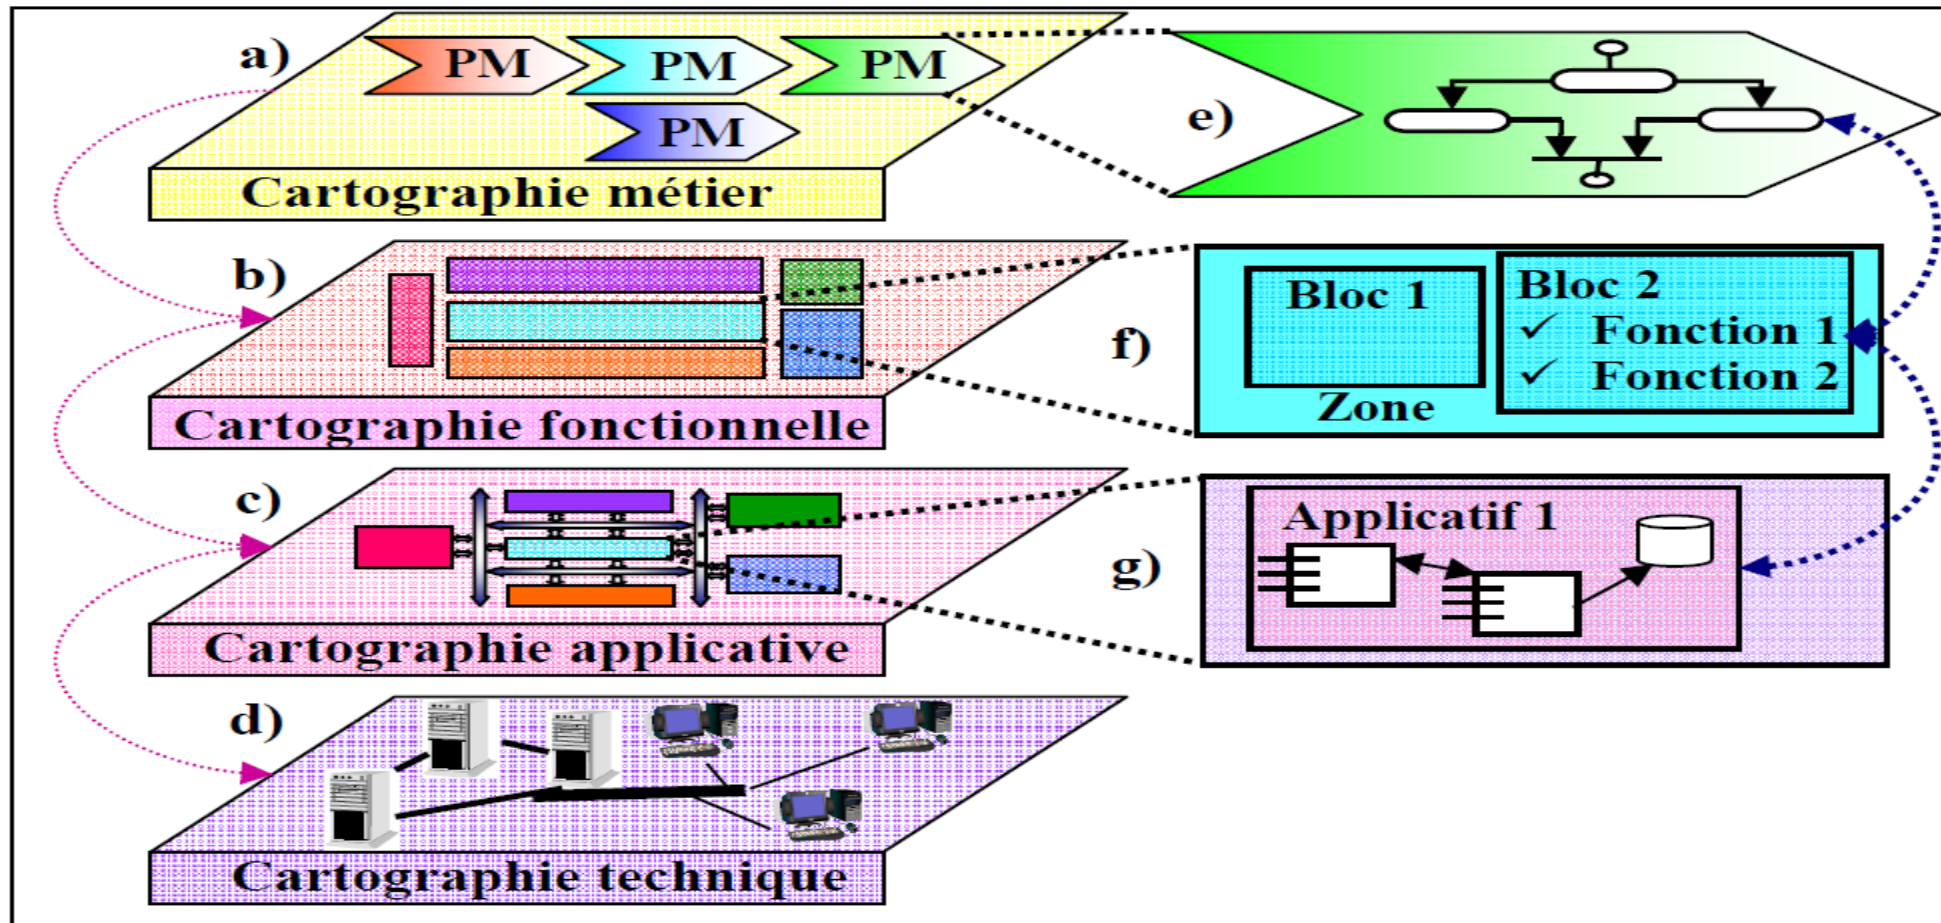 a)
PM
PM
PM
PM
Cartographie métier
e)
b)
Cartographie fonctionnelle
f)
Bloc 1
Bloc 2
✓ Fonction 1
✓ Fonction 2
Zone
c)
Cartographie applicative
g)
Applicatif 1
d)
Cartographie technique